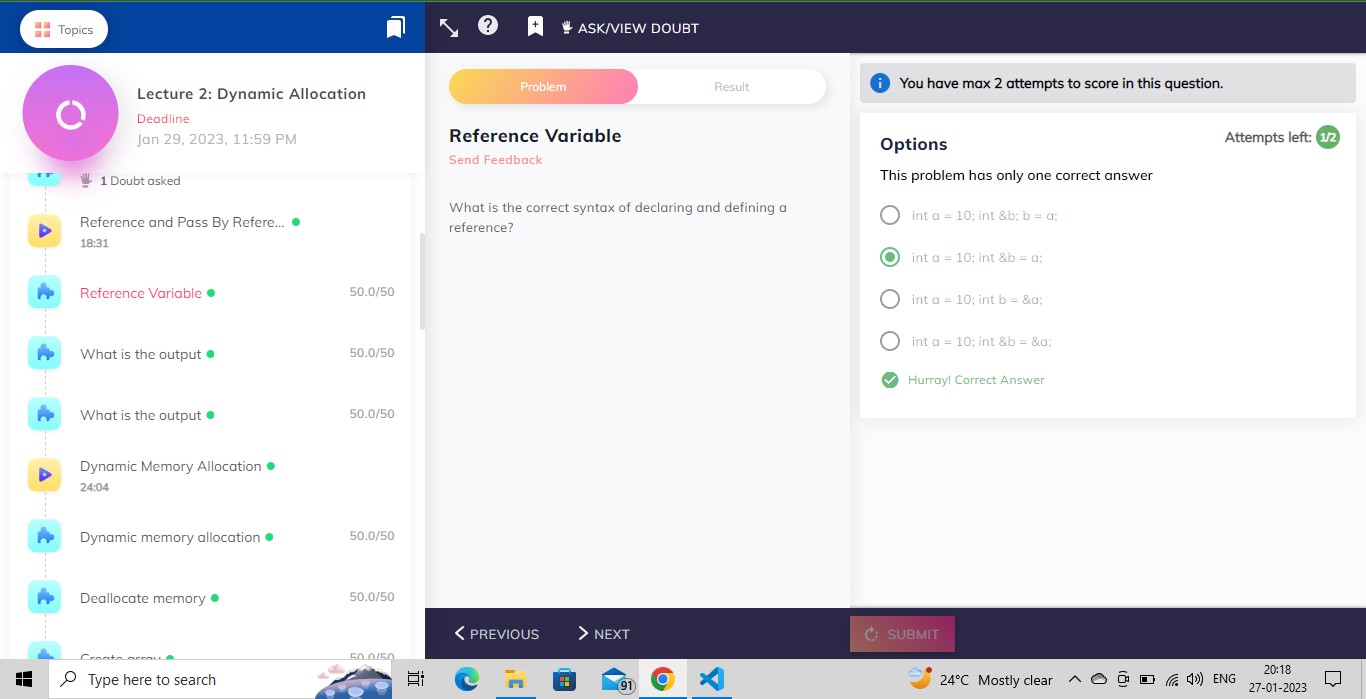 Topics
ASK/VIEW DOUBT
Lecture 2: Dynamic Allocation
Deadline
Jan 29, 2023, 11:59 PM
1 Doubt asked
Reference and Pass By Refere...
18:31
Reference Variable
50.0/50
What is the output
50.0/50
What is the output
50.0/50
Dynamic Memory Allocation
24:04
Dynamic memory allocation
50.0/50
Deallocate memory
50.0/50
Create array
50.0/50
Problem
Result
Reference Variable
Send Feedback
What is the correct syntax of declaring and defining a
reference?
PREVIOUS
NEXT
You have max 2 attempts to score in this question.
Options
Attempts left: 1/2
This problem has only one correct answer
int a = 10; int &b; b = a;
int a = 10; int &b = a;
int a = 10; int b = &a;
int a = 10; int &b = &a;
Hurray! Correct Answer
SUBMIT
Type here to search
91
24°C Mostly clear
ENG
20:18
27-01-2023